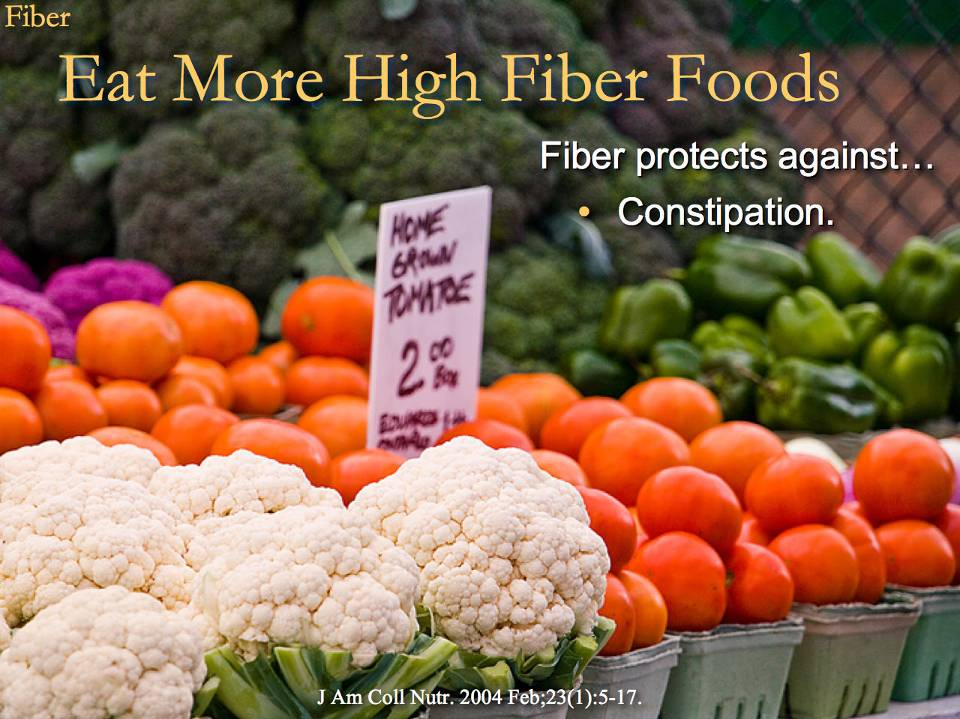 Fiber
Eat More High Fiber Foods
Fiber protects against…
• Constipation.
HOME
GROWN
TOMATOE
2 00
BOX
ONTARIO
J Am Coll Nutr. 2004 Feb;23(1):5-17.